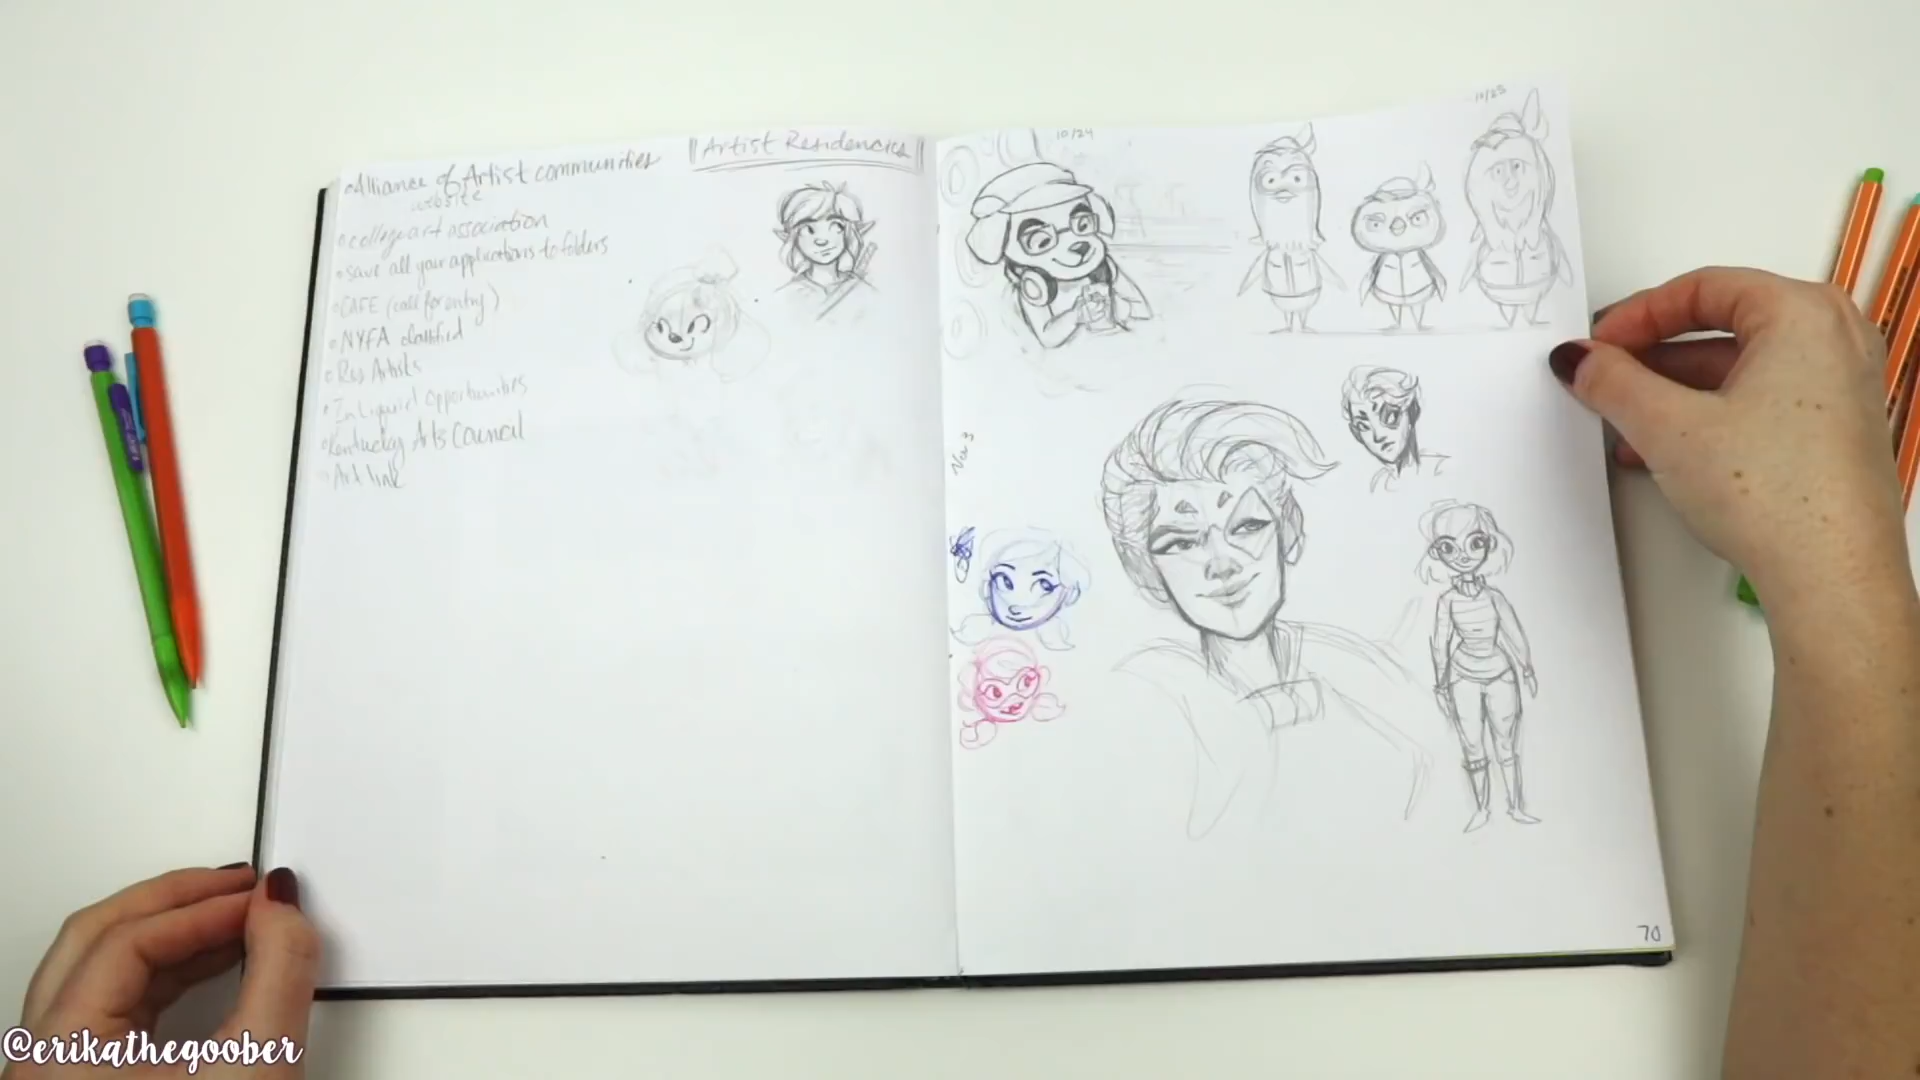 Artist Residencies
•Alliance of Artist communities
website
•college art association
•save all your applications to folders
•CAFE (call for entry)
•NYFA classified
•Res Artists
•InLiquid opportunities
•Kentucky Arts Council
•Art link
10/24
10/25
Nov 3
70
@erikathegoober